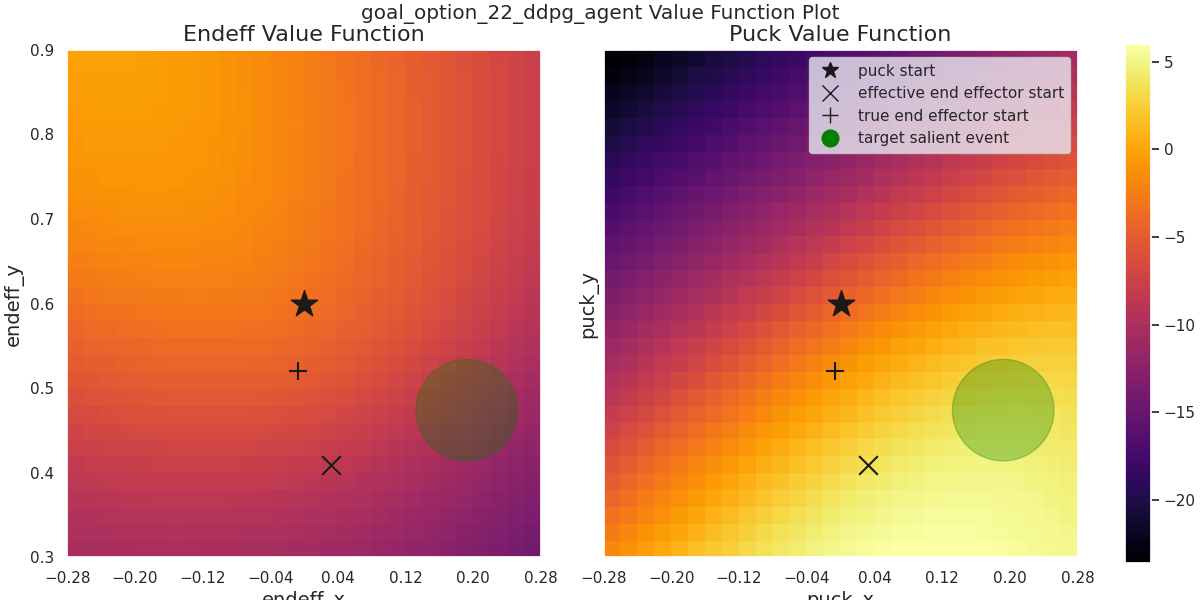 goal_option_22_ddpg_agent Value Function Plot
Endeff Value Function
Puck Value Function
0.9
0.8
0.7
0.6
0.5
0.4
0.3
endeff_y
−0.28 −0.20 −0.12 −0.04 0.04 0.12 0.20 0.28
endeff_x
puck_y
puck start
effective end effector start
true end effector start
target salient event
−0.28 −0.20 −0.12 −0.04 0.04 0.12 0.20 0.28
puck_x
5
0
−5
−10
−15
−20